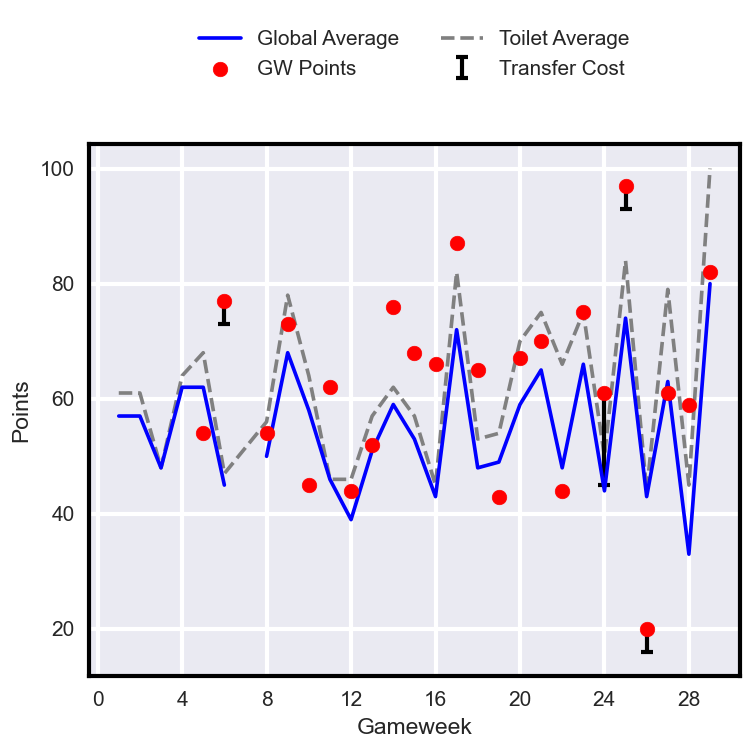 Global Average
Toilet Average
GW Points
Transfer Cost
100
80
60
40
20
Points
0 4 8 12 16 20 24 28
Gameweek